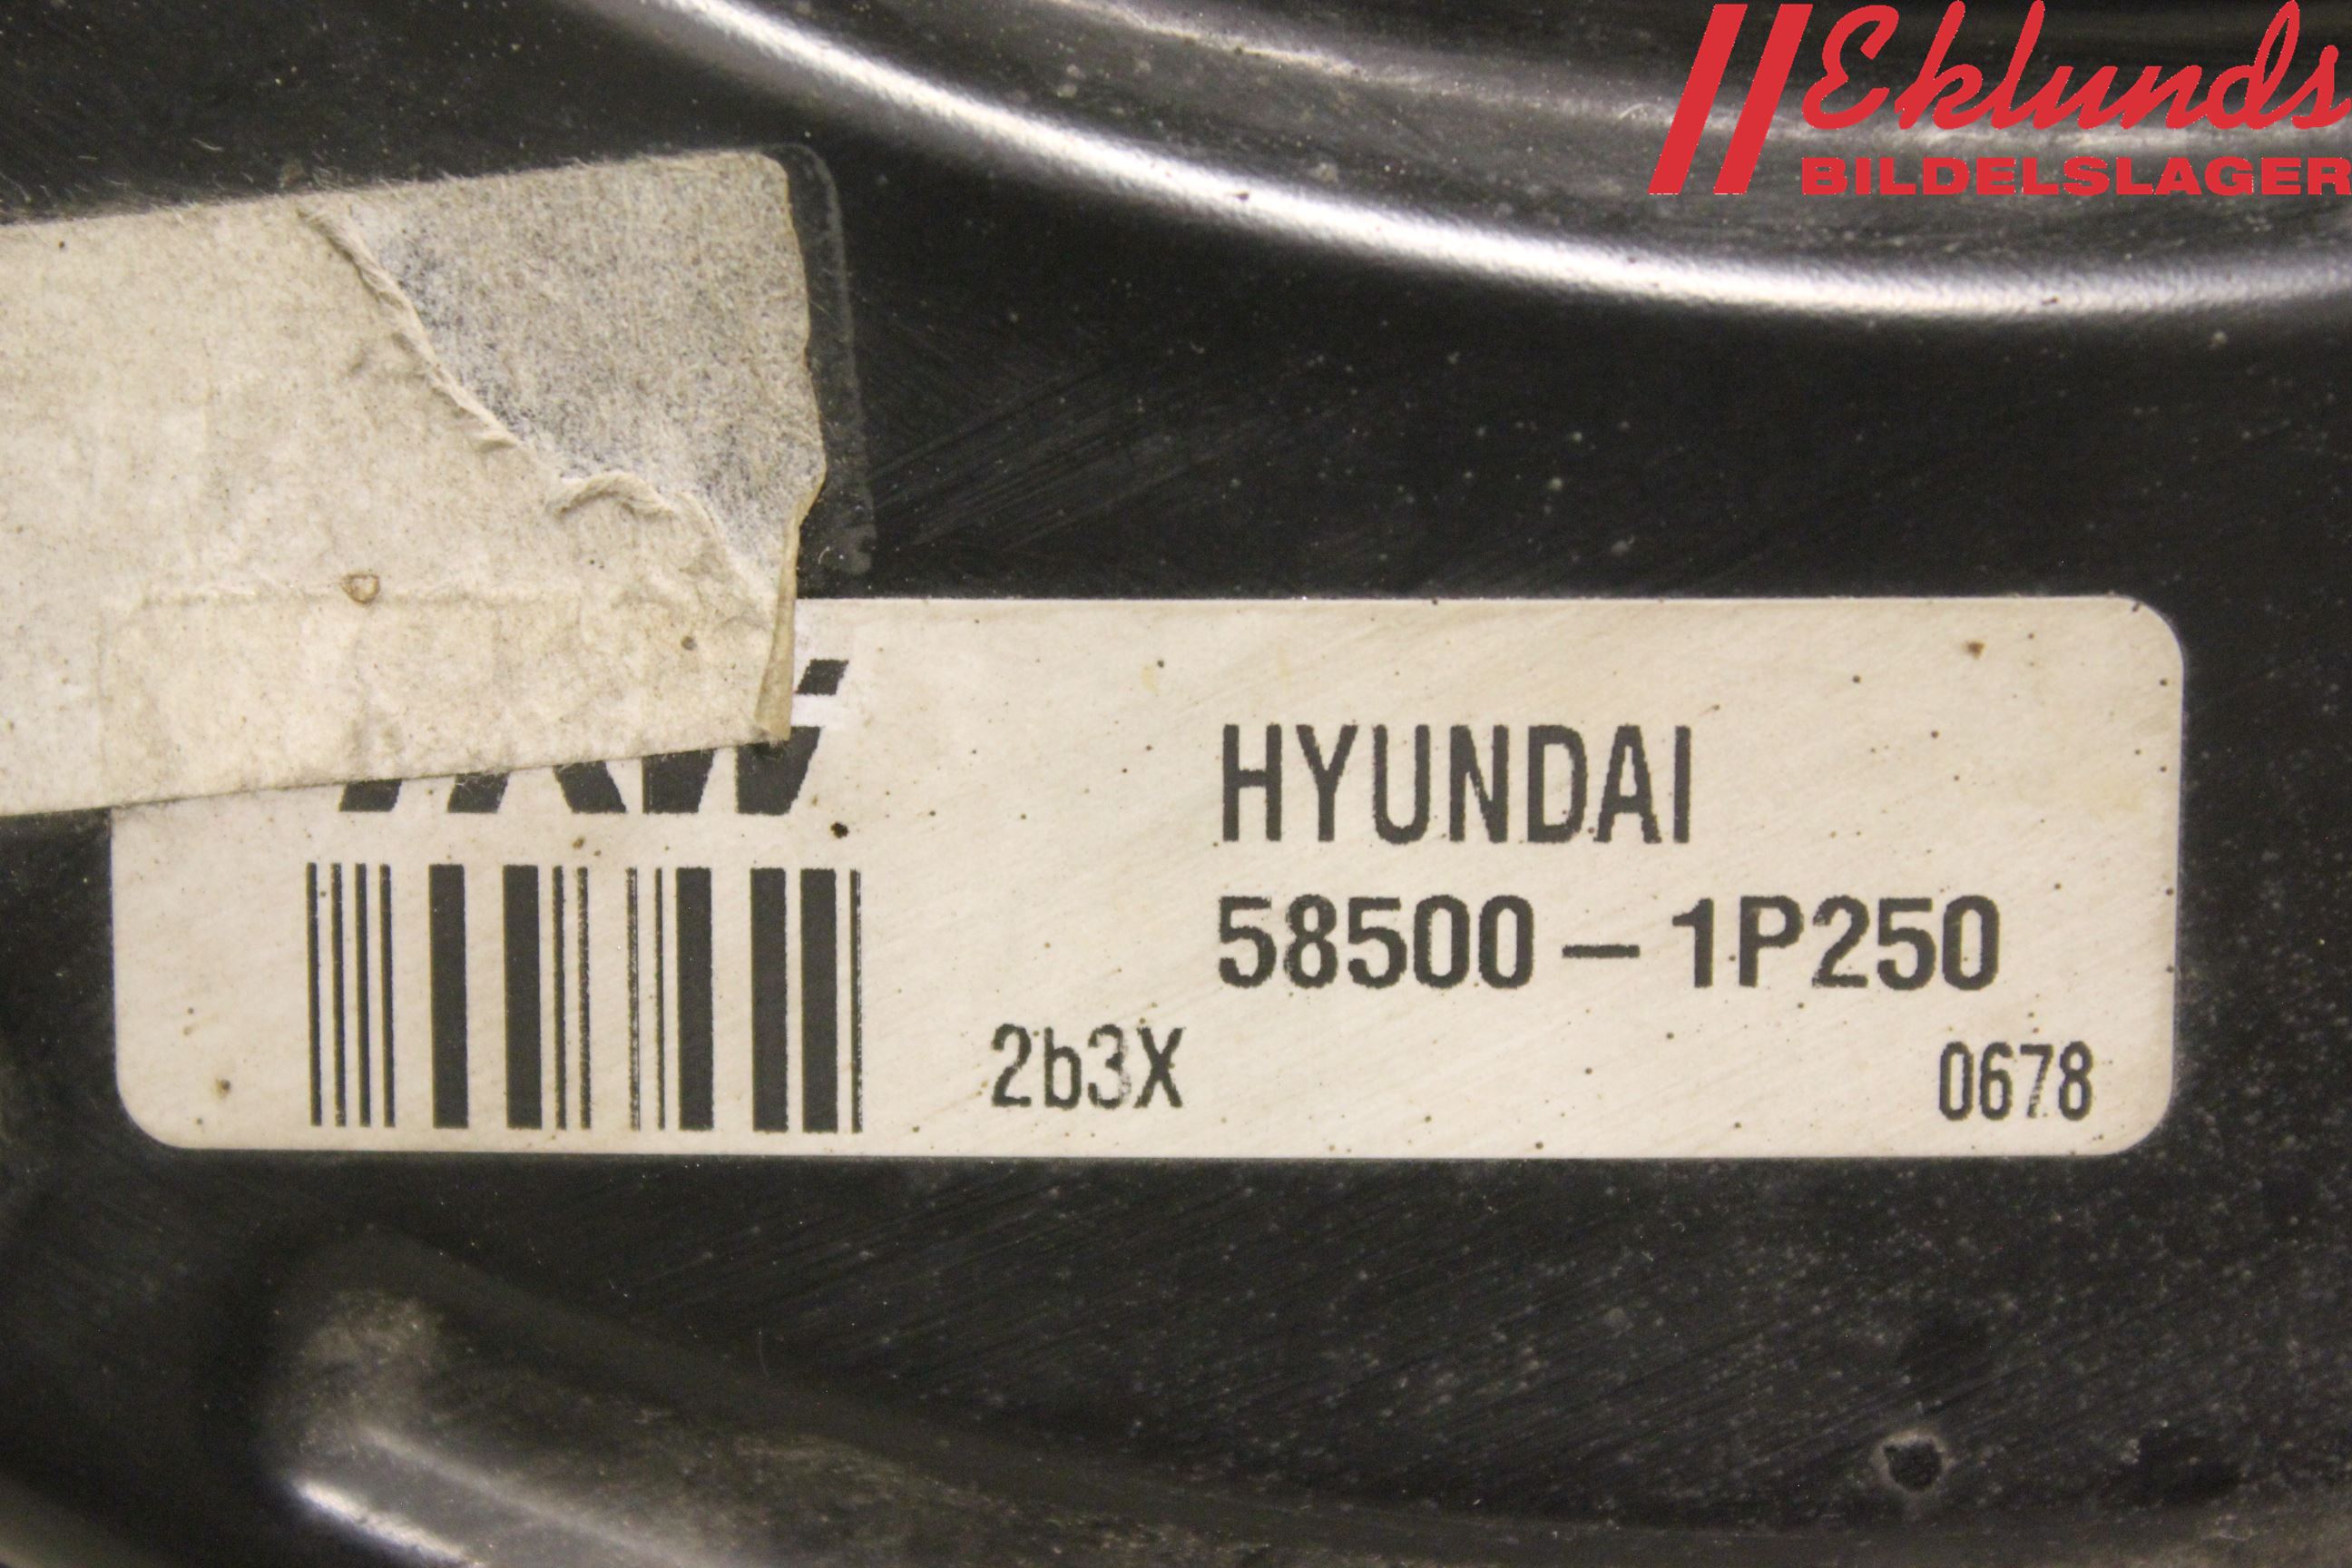 Eklunds
BILDELSLAGER
HYUNDAI
58500-1P250
2b3X
0678